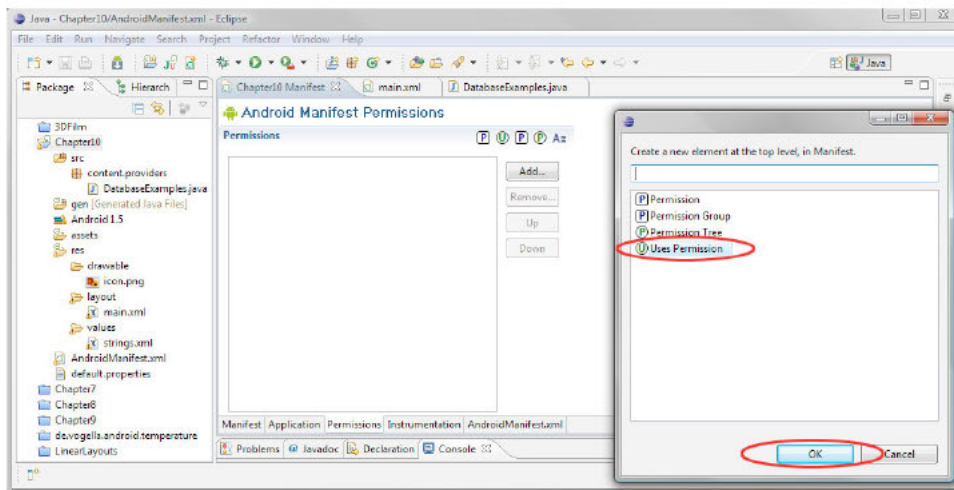 Java - Chapter10/AndroidManifest.xml - Eclipse
File Edit Run Navigate Search Project Refactor Window Help
Java
Package
Hierarch
Chapter10 Manifest
main.xml
DatabaseExamples.java
3DFilm
Chapter10
src
content.providers
DatabaseExamples.java
gen [Generated Java Files]
Android 1.5
assets
res
drawable
icon.png
layout
main.xml
values
strings.xml
AndroidManifest.xml
default.properties
Chapter7
Chapter8
Chapter9
de.vogella.android.temperature
LinearLayouts
Android Manifest Permissions
Permissions
P U P P Az
Add...
Remove...
Up
Down
Manifest Application Permissions Instrumentation AndroidManifest.xml
Problems @ Javadoc Declaration Console
Create a new element at the top level, in Manifest.
P Permission
P Permission Group
P Permission Tree
U Uses Permission
OK
Cancel